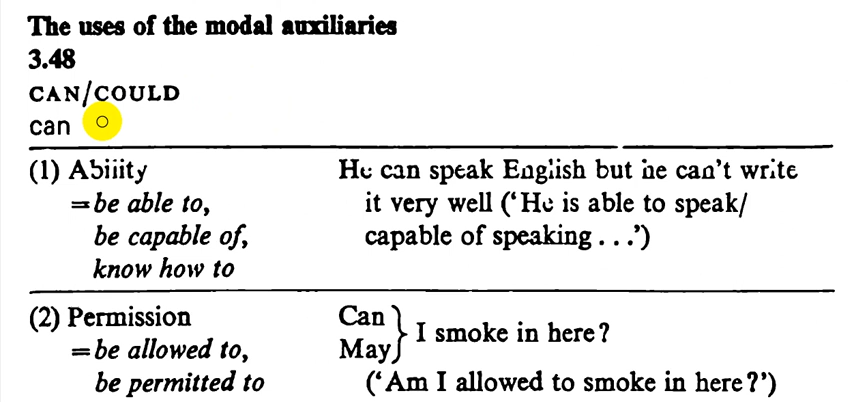 The uses of the modal auxiliaries
3.48
CAN/COULD
can
(1) Ability He can speak English but he can't write
=be able to, it very well ('He is able to speak/
be capable of, capable of speaking . . .')
know how to
(2) Permission Can } I smoke in here?
=be allowed to, May
be permitted to ('Am I allowed to smoke in here?')